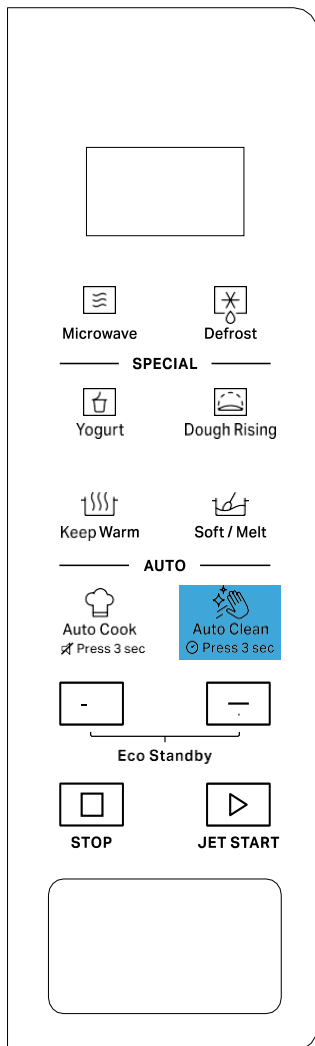 Microwave
Defrost
SPECIAL
Yogurt
Dough Rising
Keep Warm
Soft / Melt
AUTO
Auto Cook
Press 3 sec
Auto Clean
Press 3 sec
-
Eco Standby
STOP
JET START